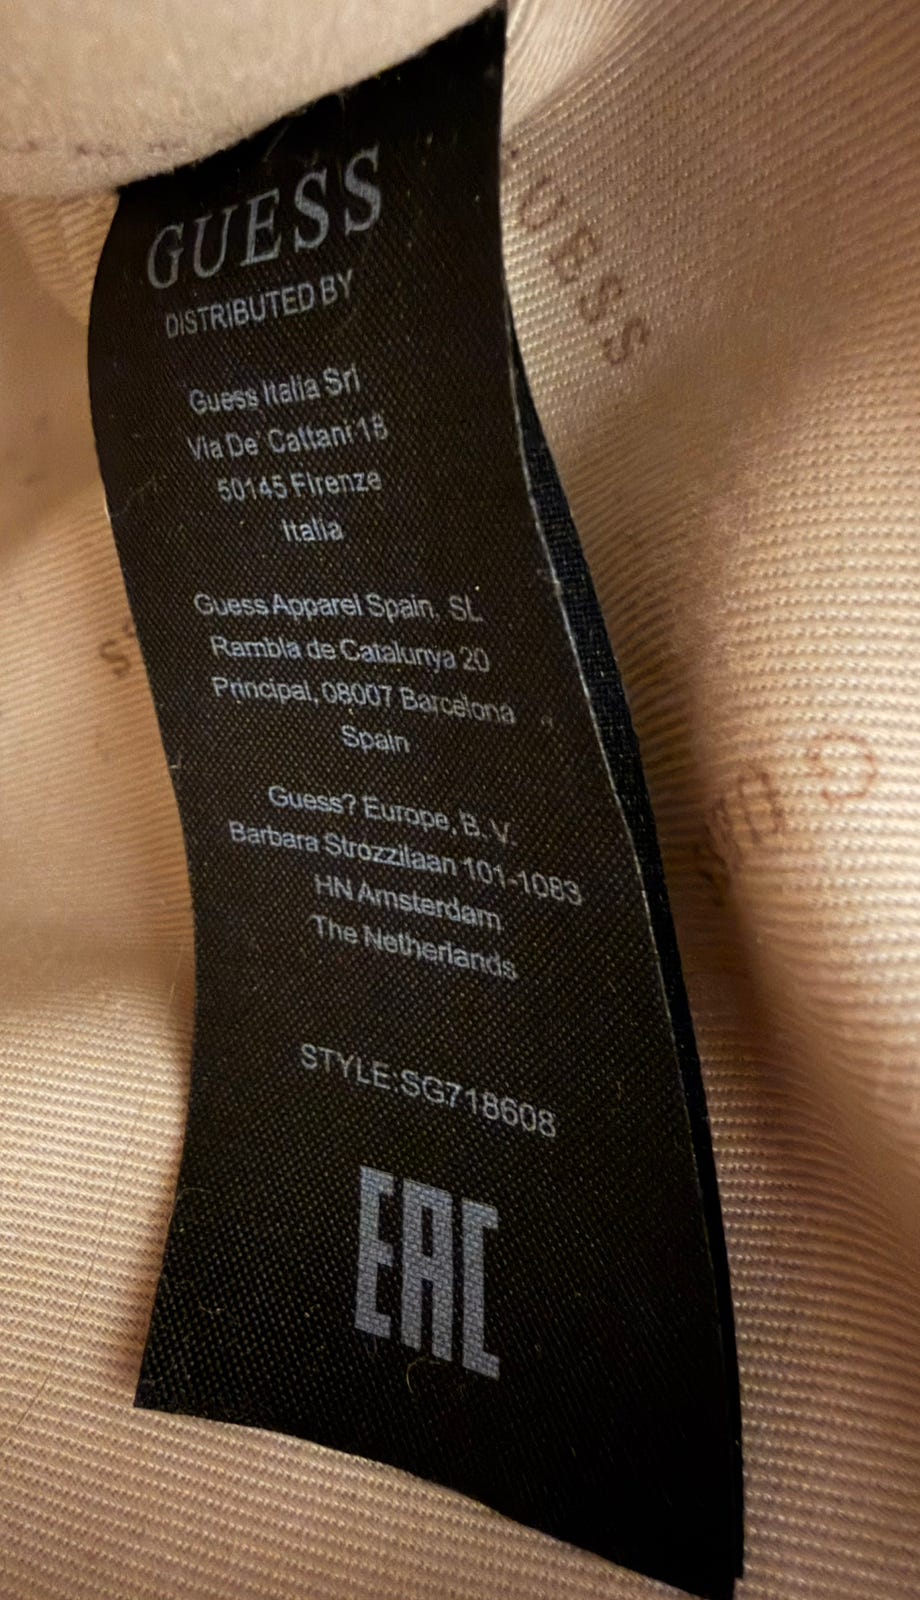 GUESS
DISTRIBUTED BY
Guess Italia Srl
Via De' Cattani 18
50145 Firenze
Italia
Guess Apparel Spain, SL
Rambla de Catalunya 20
Principal, 08007 Barcelona
Spain
Guess? Europe, B. V.
Barbara Strozzilaan 101-1083
HN Amsterdam
The Netherlands
STYLE:SG718608
EAC
UESS